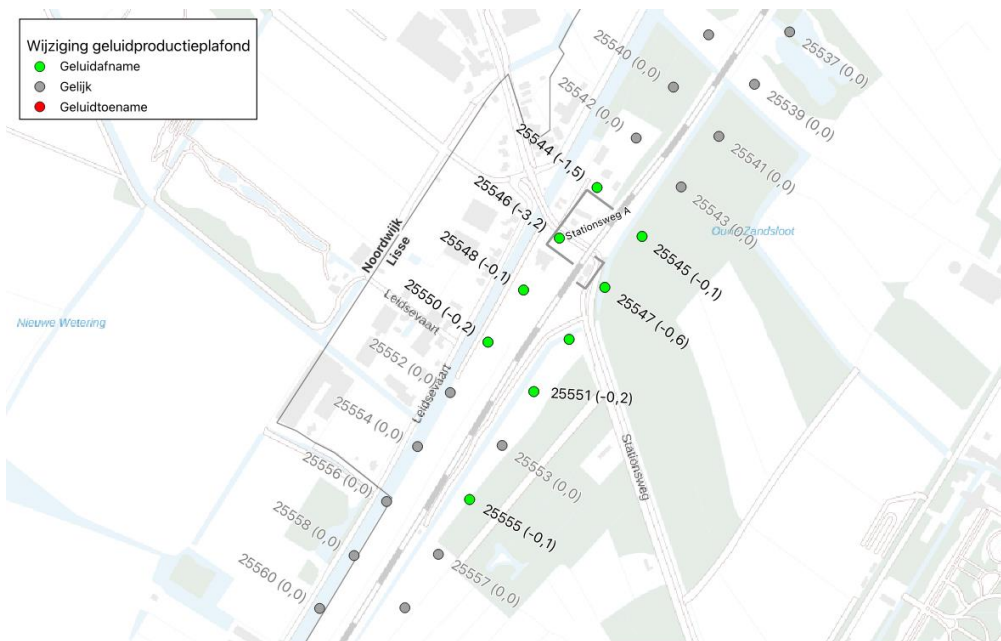 Wijziging geluidproductieplafond
Geluidafname
Gelijk
Geluidtoename
25540 (0,0)
25537 (0,0)
25542 (0,0)
25539 (0,0)
25544 (-1,5)
25541 (0,0)
25546 (-3,2)
25543 (0,0)
Stationsweg A
Noordwijk
Lisse
25548 (-0,1)
25545 (-0,1)
25550 (-0,2)
25547 (-0,6)
Leidsevaart
Nieuwe Wetering
25552 (0,0)
25551 (-0,2)
Leidsevaart
25554 (0,0)
Stationsweg
25556 (0,0)
25553 (0,0)
25558 (0,0)
25555 (-0,1)
25560 (0,0)
25557 (0,0)